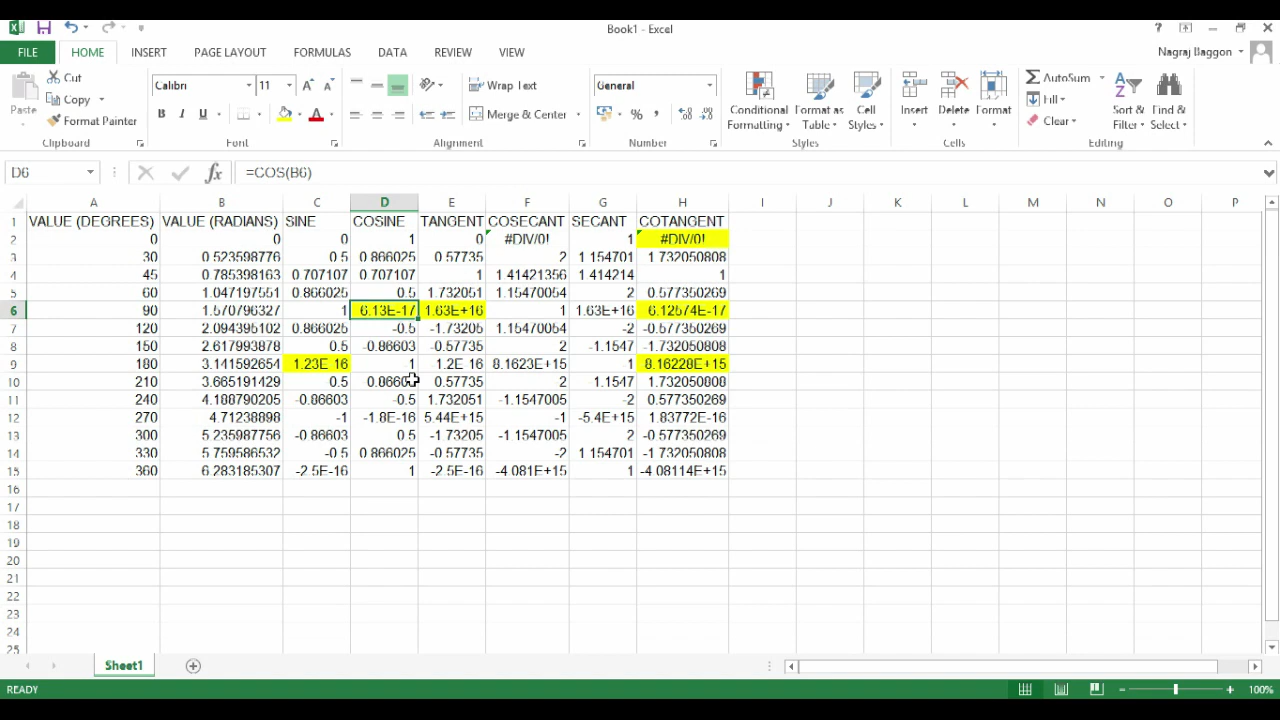 Book1 - Excel
FILE HOME INSERT PAGE LAYOUT FORMULAS DATA REVIEW VIEW Nagraj Baggon
Cut Calibri 11 Wrap Text General AutoSum
Paste Copy Merge & Center Conditional Formatting Format as Table Cell Styles Insert Delete Format Fill Sort & Filter Find & Select
Format Painter B I U A % , Clear
Clipboard Font Alignment Number Styles Cells Editing
D6 fx =COS(B6)
A B C D E F G H I J K L M N O P
1 VALUE (DEGREES) VALUE (RADIANS) SINE COSINE TANGENT COSECANT SECANT COTANGENT
2 0 0 0 1 0 #DIV/0! 1 #DIV/0!
3 30 0.523598776 0.5 0.866025 0.57735 2 1.154701 1.732050808
4 45 0.785398163 0.707107 0.707107 1 1.41421356 1.414214 1
5 60 1.047197551 0.866025 0.5 1.732051 1.15470054 2 0.577350269
6 90 1.570796327 1 6.13E-17 1.63E+16 1 1.63E+16 6.12574E-17
7 120 2.094395102 0.866025 -0.5 -1.73205 1.15470054 -2 -0.577350269
8 150 2.617993878 0.5 -0.86603 -0.57735 2 -1.1547 -1.732050808
9 180 3.141592654 1.23E 16 1 1.2E 16 8.1623E+15 1 8.16228E+15
10 210 3.665191429 0.5 0.57735 2 1.1547 1.732050808
11 240 4.188790205 -0.86603 -0.5 1.732051 -1.1547005 -2 0.577350269
12 270 4.71238898 -1 -1.8E-16 5.44E+15 -1 -5.4E+15 1.83772E-16
13 300 5.235987756 -0.86603 0.5 -1.73205 -1.1547005 2 -0.577350269
14 330 5.759586532 -0.5 0.866025 -0.57735 -2 1.154701 -1.732050808
15 360 6.283185307 -2.5E-16 1 -2.5E-16 -4.081E+15 1 -4.08114E+15
16
17
18
19
20
21
22
23
24
25
Sheet1
READY 100%